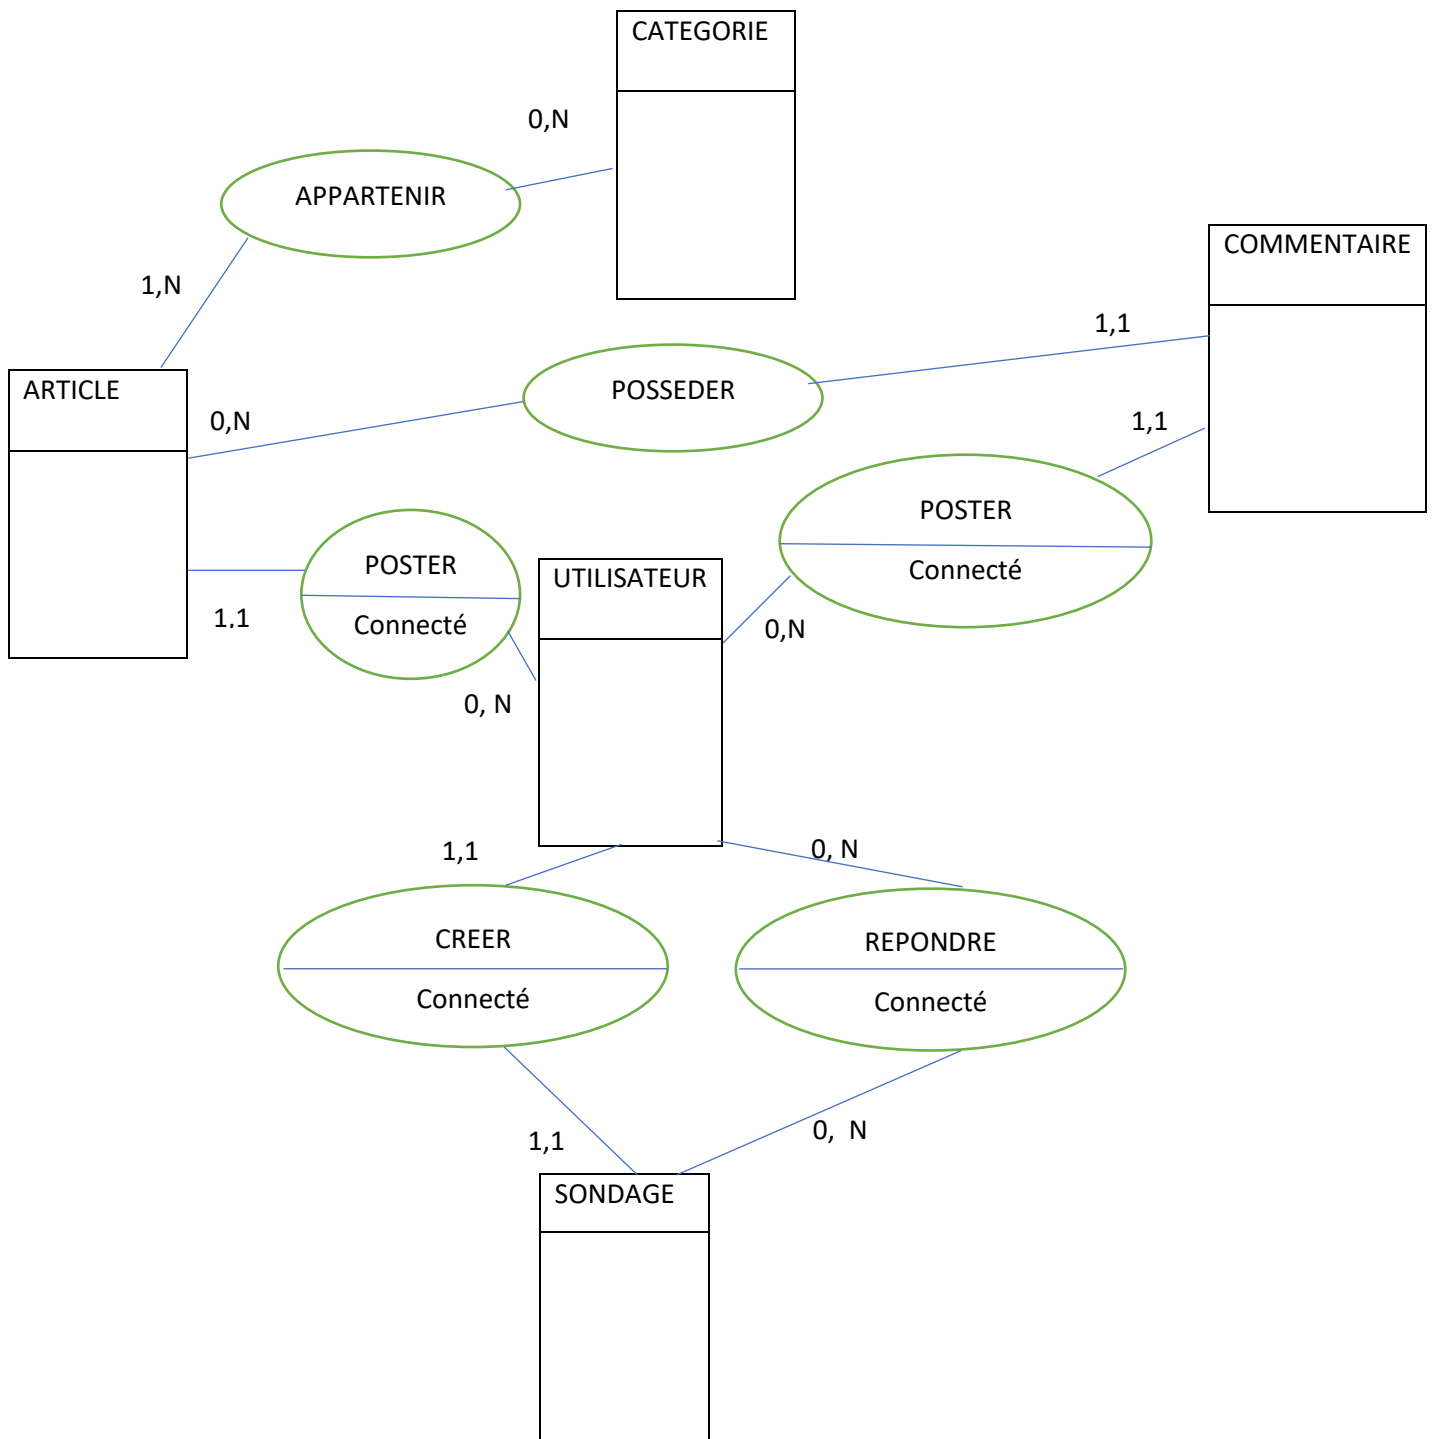 CATEGORIE
0,N
APPARTENIR
COMMENTAIRE
1,N
1,1
ARTICLE
POSSEDER
0,N
1,1
POSTER
POSTER
UTILISATEUR
Connecté
1,1
Connecté
0,N
0, N
1,1
0, N
CREER
REPONDRE
Connecté
Connecté
1,1
0, N
SONDAGE